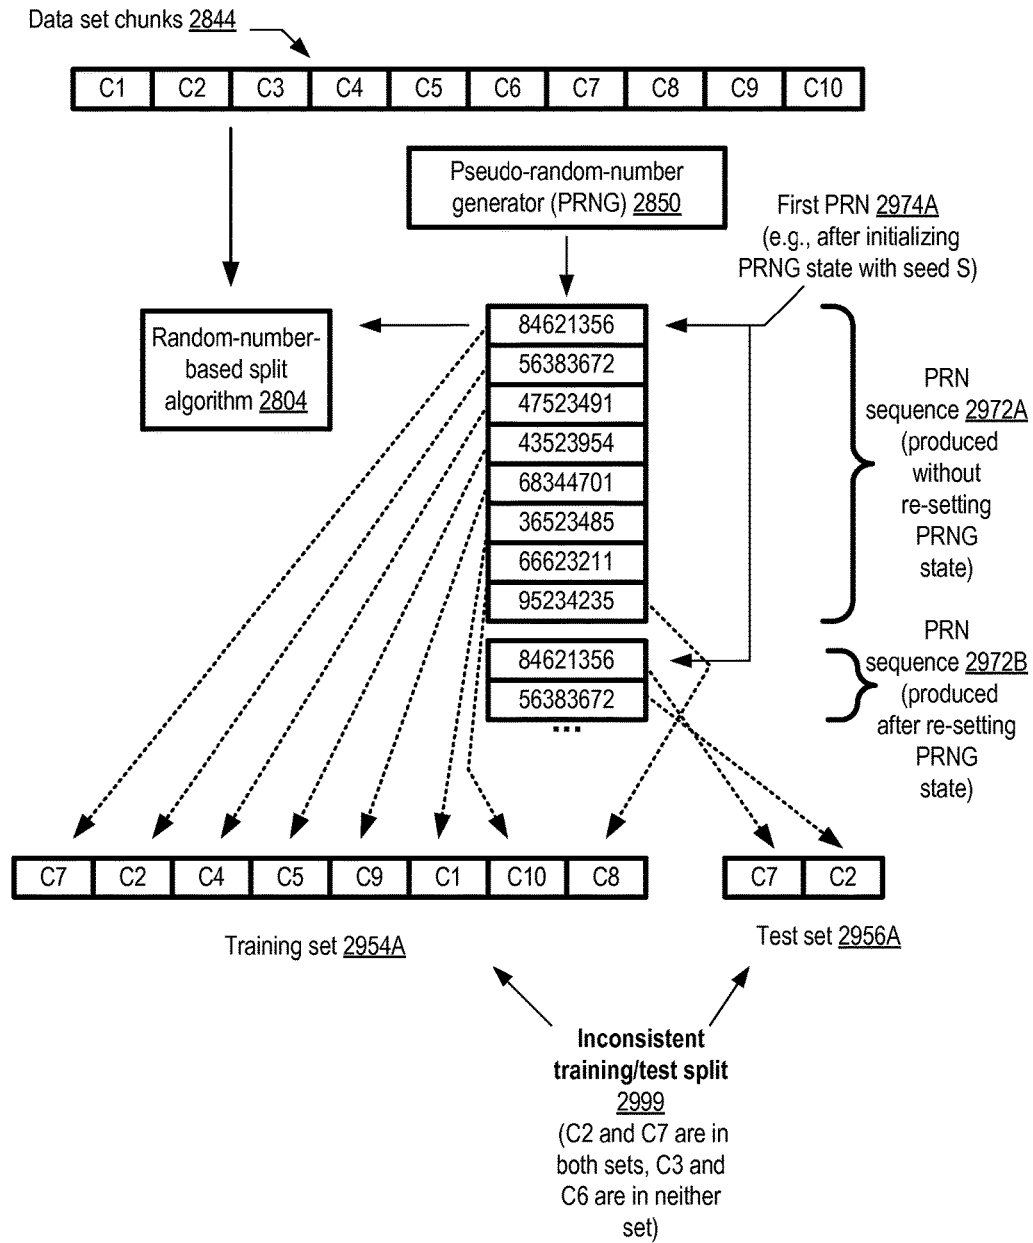 Data set chunks 2844
C1 C2 C3 C4 C5 C6 C7 C8 C9 C10
Pseudo-random-number
generator (PRNG) 2850
First PRN 2974A
(e.g., after initializing
PRNG state with seed S)
Random-number-
based split
algorithm 2804
84621356
56383672
47523491
43523954
68344701
36523485
66623211
95234235
PRN
sequence 2972A
(produced
without
re-setting
PRNG
state)
84621356
56383672
...
PRN
sequence 2972B
(produced
after re-setting
PRNG
state)
C7 C2 C4 C5 C9 C1 C10 C8
C7 C2
Training set 2954A
Test set 2956A
Inconsistent
training/test split
2999
(C2 and C7 are in
both sets, C3 and
C6 are in neither
set)